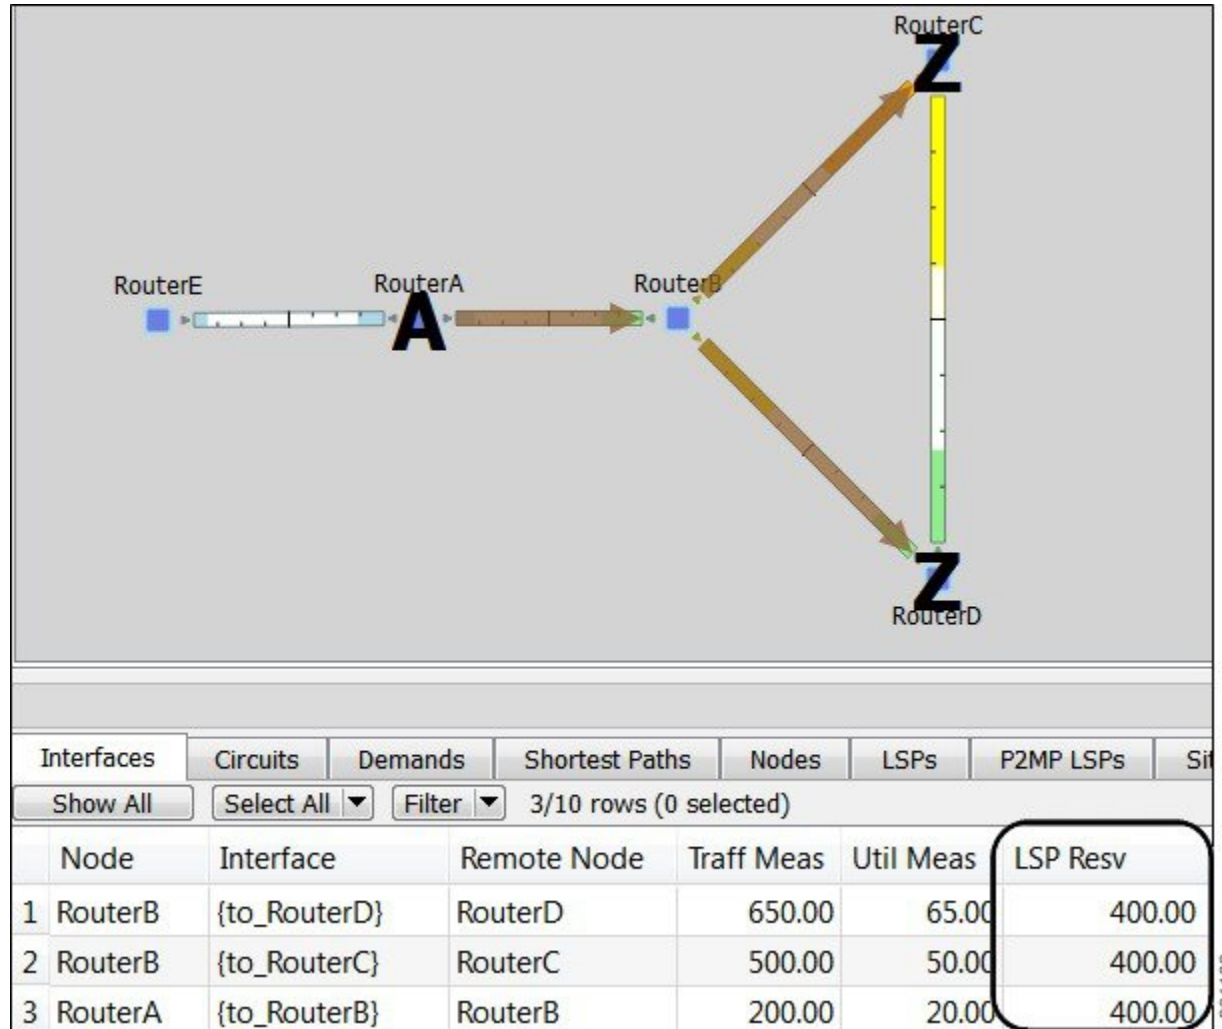 RouterC
Z
RouterE
RouterA
RouterB
A
Z
RouterD
Interfaces Circuits Demands Shortest Paths Nodes LSPs P2MP LSPs
Show All Select All Filter 3/10 rows (0 selected)
Node Interface Remote Node Traff Meas Util Meas LSP Resv
1 RouterB {to_RouterD} RouterD 650.00 65.00 400.00
2 RouterB {to_RouterC} RouterC 500.00 50.00 400.00
3 RouterA {to_RouterB} RouterB 200.00 20.00 400.00